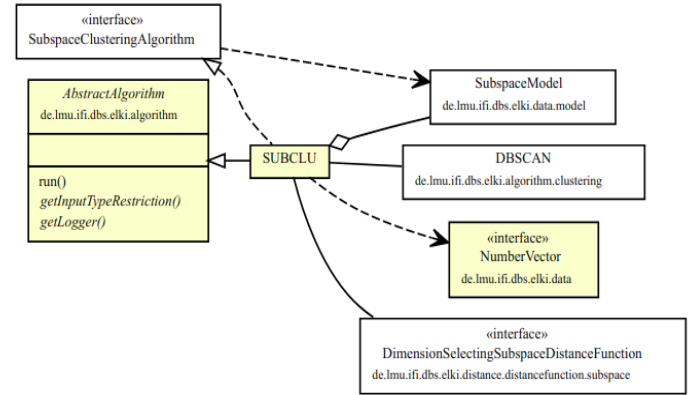 «interface»
SubspaceClusteringAlgorithm
AbstractAlgorithm
de.lmu.ifi.dbs.elki.algorithm
run()
getInputTypeRestriction()
getLogger()
SUBCLU
SubspaceModel
de.lmu.ifi.dbs.elki.data.model
DBSCAN
de.lmu.ifi.dbs.elki.algorithm.clustering
«interface»
NumberVector
de.lmu.ifi.dbs.elki.data
«interface»
DimensionSelectingSubspaceDistanceFunction
de.lmu.ifi.dbs.elki.distance.distancefunction.subspace